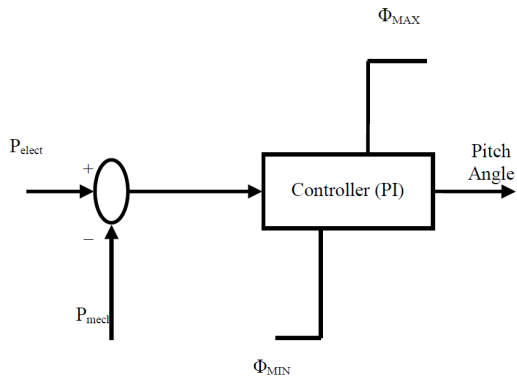 Φ_MAX
P_elect
+
Pitch
Angle
Controller (PI)
−
P_mech
Φ_MIN